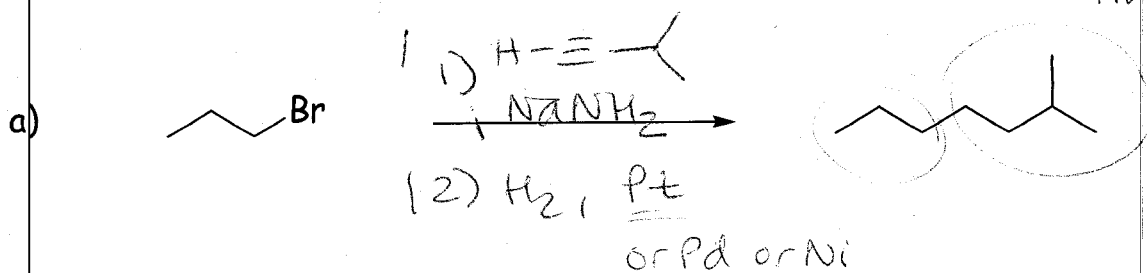 1) H-≡
a)
Br
NaNH2
2) H2, Pt
or Pd or Ni